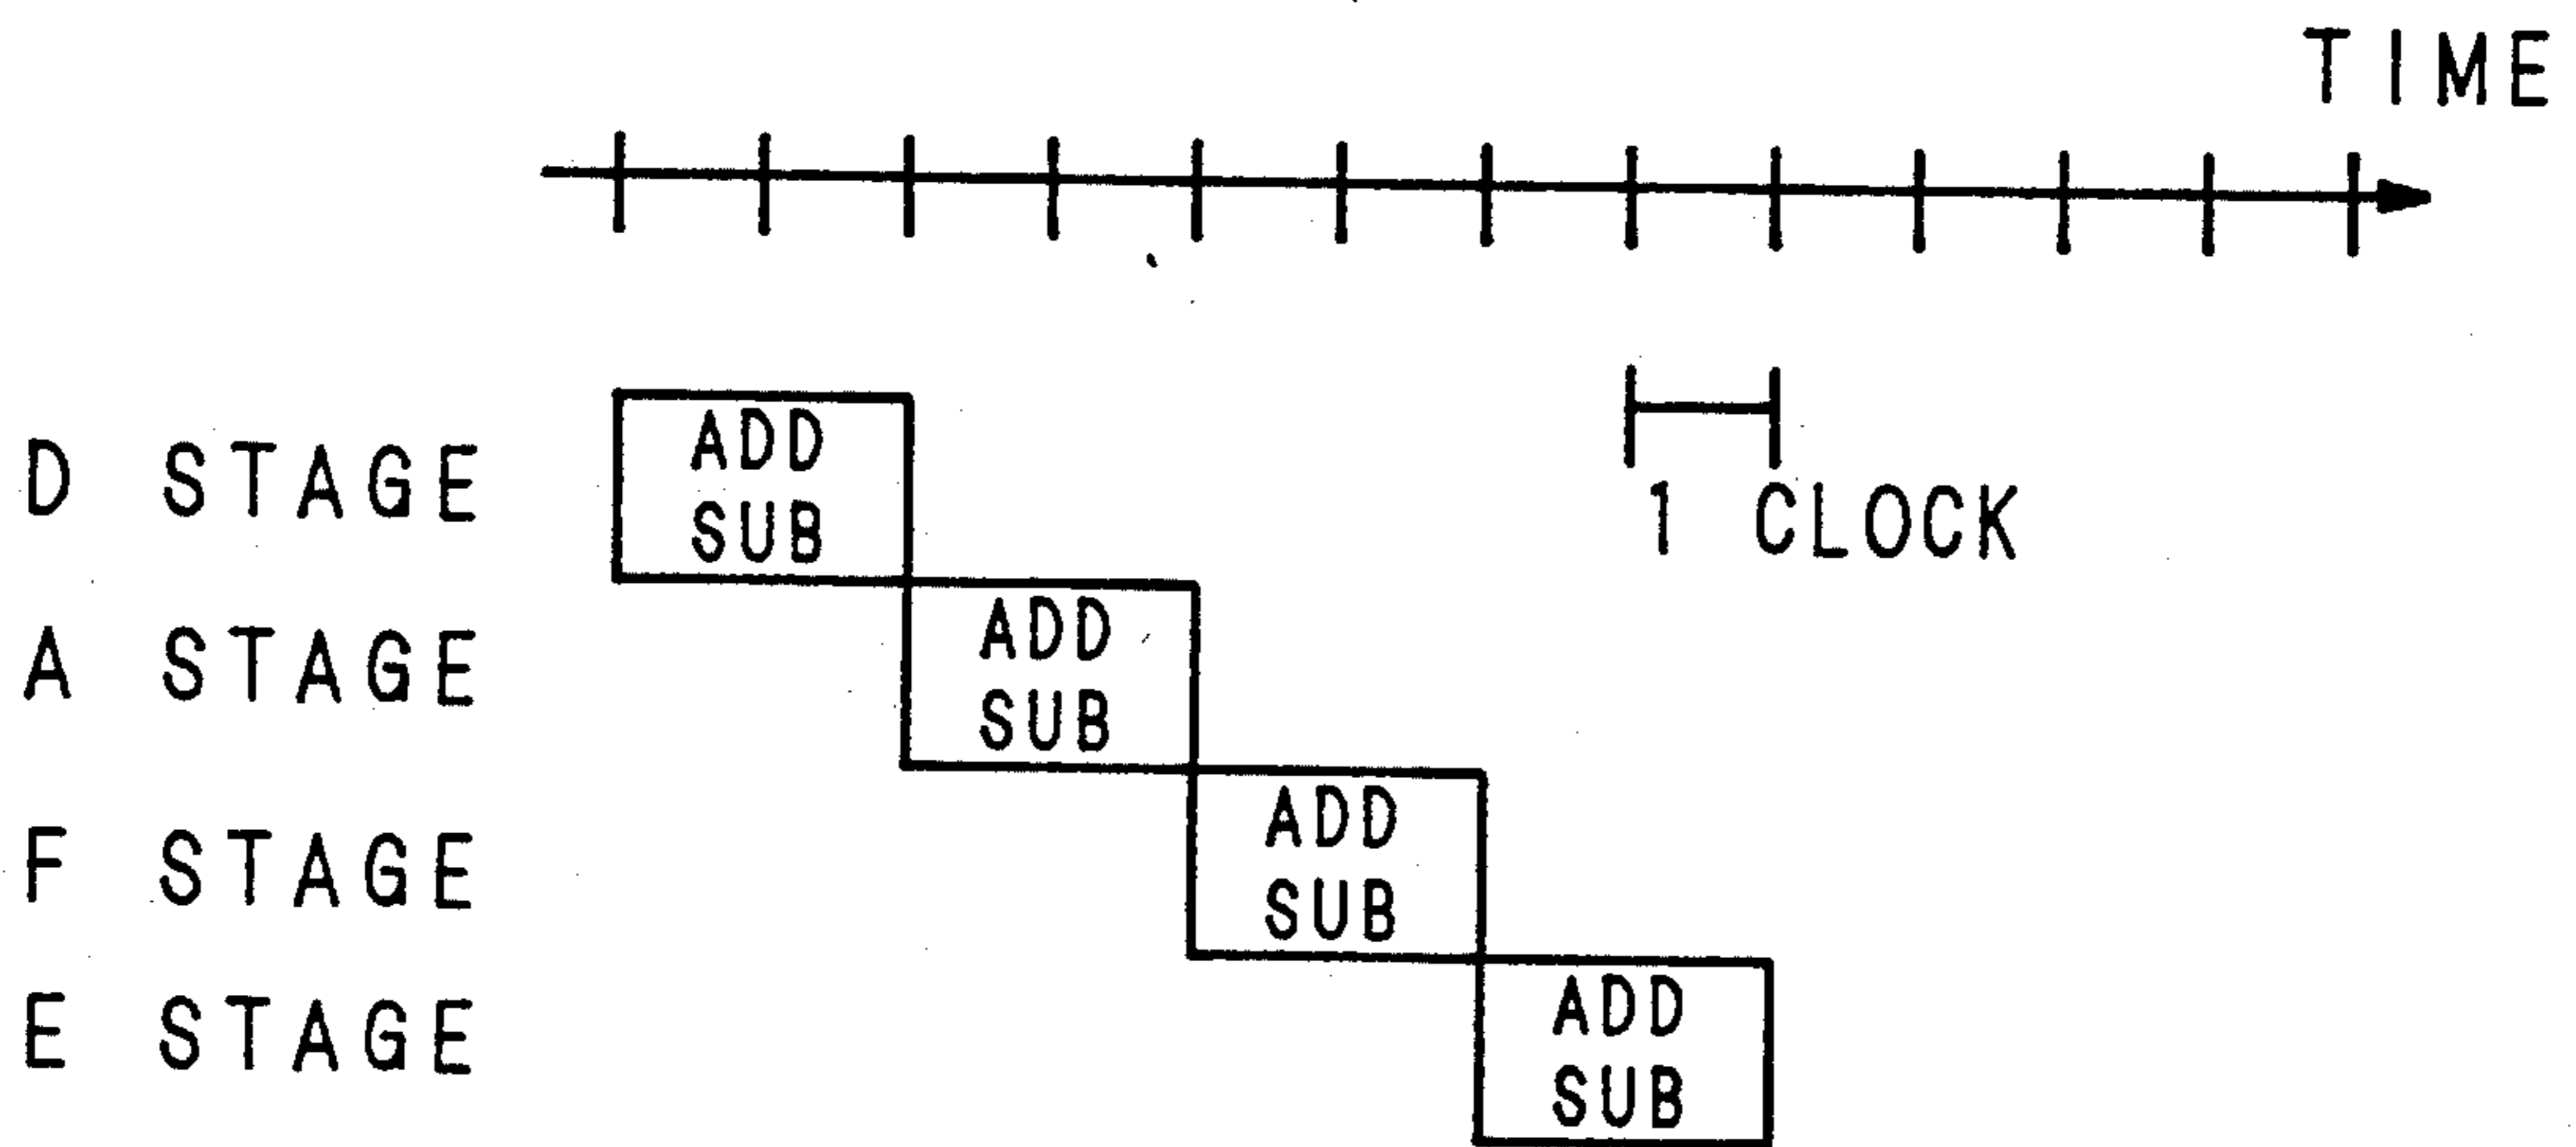 TIME
D STAGE
ADD
SUB
1 CLOCK
A STAGE
ADD
SUB
F STAGE
ADD
SUB
E STAGE
ADD
SUB